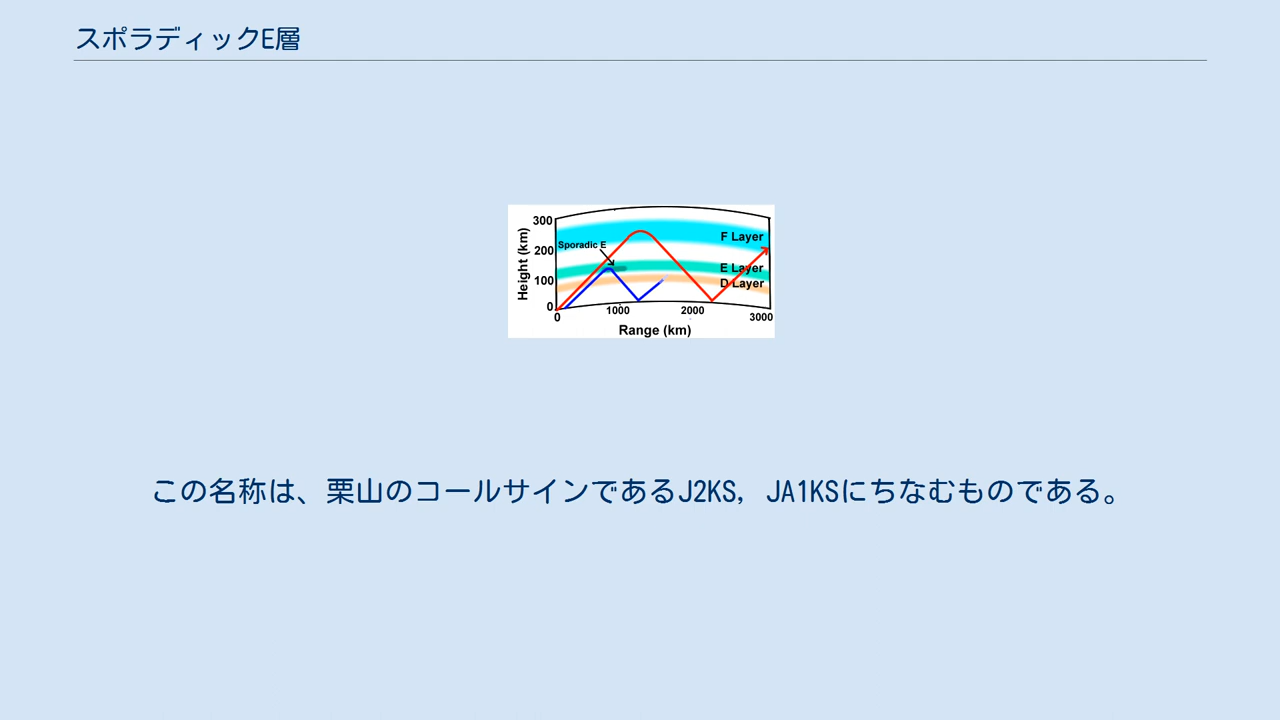 スポラディックE層
300
F Layer
Sporadic E
200
E Layer
100
D Layer
0
0
1000
2000
3000
Height (km)
Range (km)
この名称は、栗山のコールサインであるJ2KS, JA1KSにちなむものである。